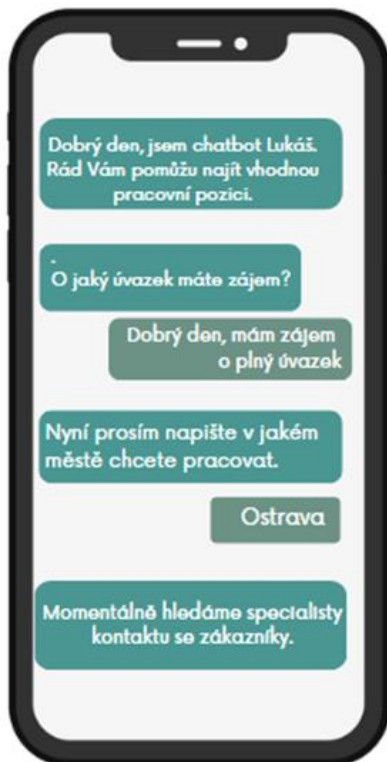 Dobrý den, jsem chatbot Lukáš.
Rád Vám pomůžu najít vhodnou
pracovní pozici.
.
O jaký úvazek máte zájem?
Dobrý den, mám zájem
o plný úvazek
Nyní prosím napište v jakém
městě chcete pracovat.
Ostrava
Momentálně hledáme specialisty
kontaktu se zákazníky.